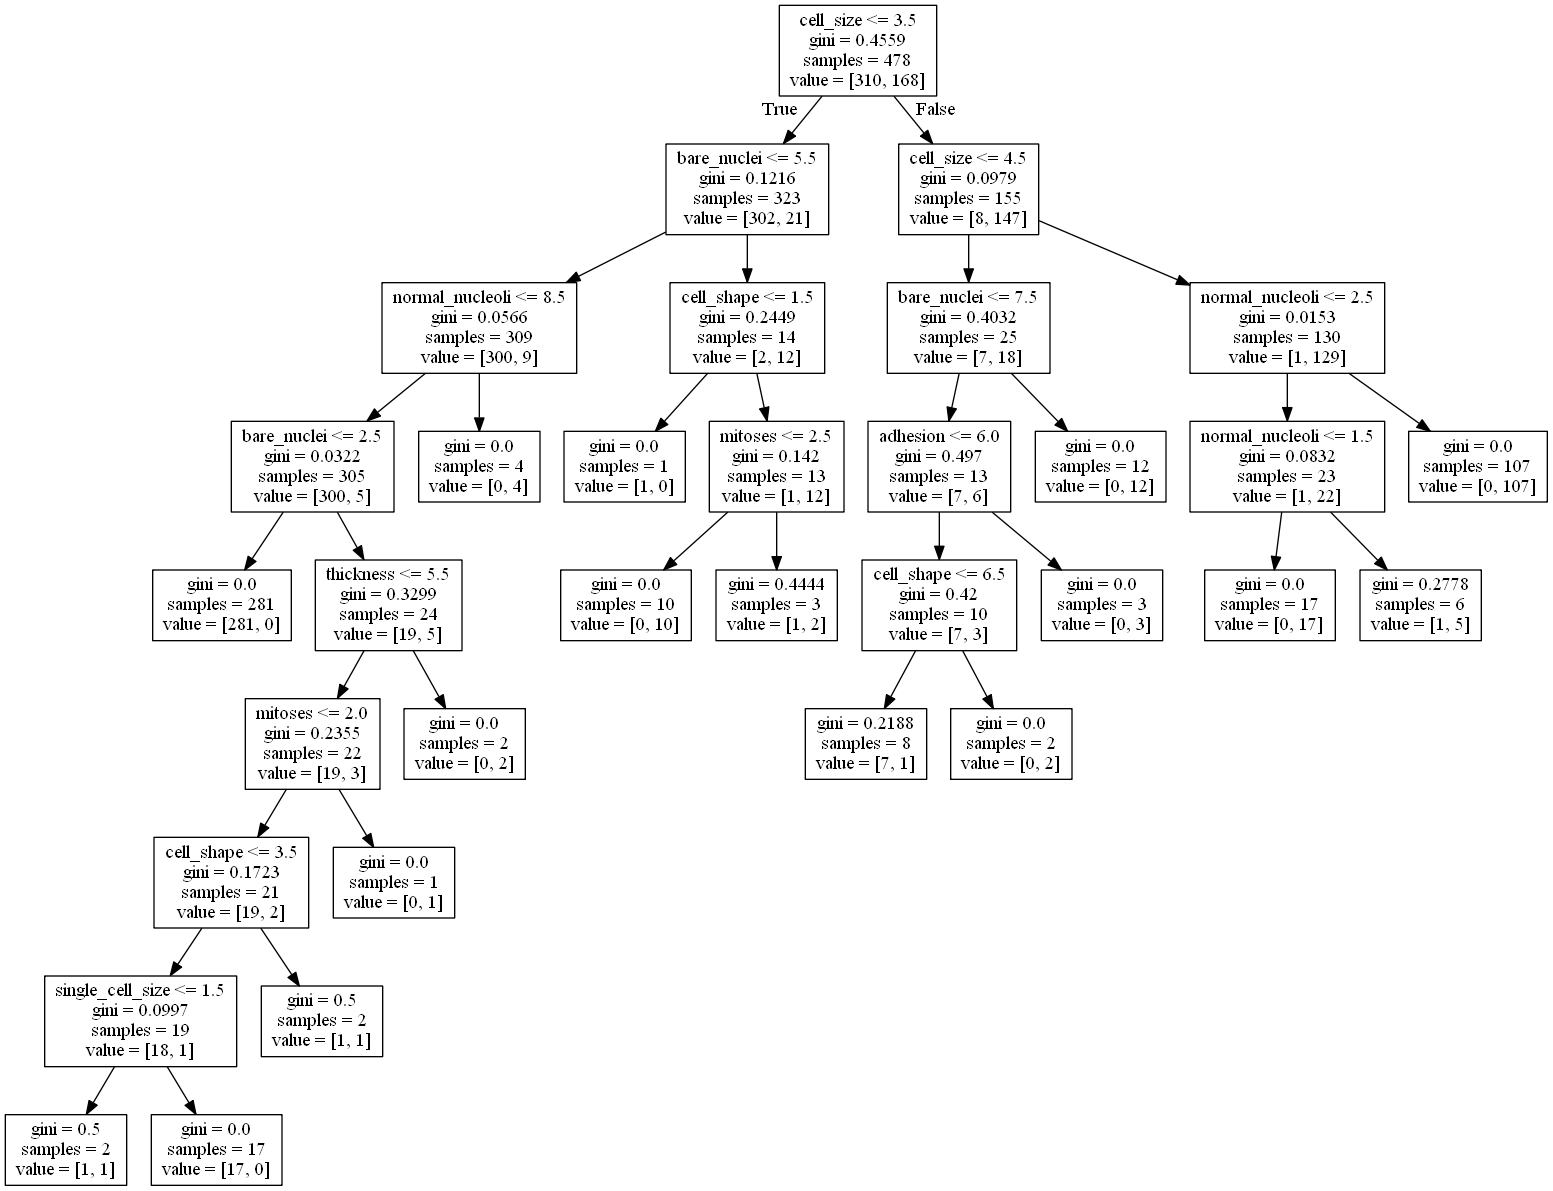 cell_size <= 3.5
gini = 0.4559
samples = 478
value = [310, 168]
True
False
bare_nuclei <= 5.5
gini = 0.1216
samples = 323
value = [302, 21]
cell_size <= 4.5
gini = 0.0979
samples = 155
value = [8, 147]
normal_nucleoli <= 8.5
gini = 0.0566
samples = 309
value = [300, 9]
cell_shape <= 1.5
gini = 0.2449
samples = 14
value = [2, 12]
bare_nuclei <= 7.5
gini = 0.4032
samples = 25
value = [7, 18]
normal_nucleoli <= 2.5
gini = 0.0153
samples = 130
value = [1, 129]
bare_nuclei <= 2.5
gini = 0.0322
samples = 305
value = [300, 5]
gini = 0.0
samples = 4
value = [0, 4]
gini = 0.0
samples = 1
value = [1, 0]
mitoses <= 2.5
gini = 0.142
samples = 13
value = [1, 12]
adhesion <= 6.0
gini = 0.497
samples = 13
value = [7, 6]
gini = 0.0
samples = 12
value = [0, 12]
normal_nucleoli <= 1.5
gini = 0.0832
samples = 23
value = [1, 22]
gini = 0.0
samples = 107
value = [0, 107]
gini = 0.0
samples = 281
value = [281, 0]
thickness <= 5.5
gini = 0.3299
samples = 24
value = [19, 5]
gini = 0.0
samples = 10
value = [0, 10]
gini = 0.4444
samples = 3
value = [1, 2]
cell_shape <= 6.5
gini = 0.42
samples = 10
value = [7, 3]
gini = 0.0
samples = 3
value = [0, 3]
gini = 0.0
samples = 17
value = [0, 17]
gini = 0.2778
samples = 6
value = [1, 5]
mitoses <= 2.0
gini = 0.2355
samples = 22
value = [19, 3]
gini = 0.0
samples = 2
value = [0, 2]
gini = 0.2188
samples = 8
value = [7, 1]
gini = 0.0
samples = 2
value = [0, 2]
cell_shape <= 3.5
gini = 0.1723
samples = 21
value = [19, 2]
gini = 0.0
samples = 1
value = [0, 1]
single_cell_size <= 1.5
gini = 0.0997
samples = 19
value = [18, 1]
gini = 0.5
samples = 2
value = [1, 1]
gini = 0.5
samples = 2
value = [1, 1]
gini = 0.0
samples = 17
value = [17, 0]